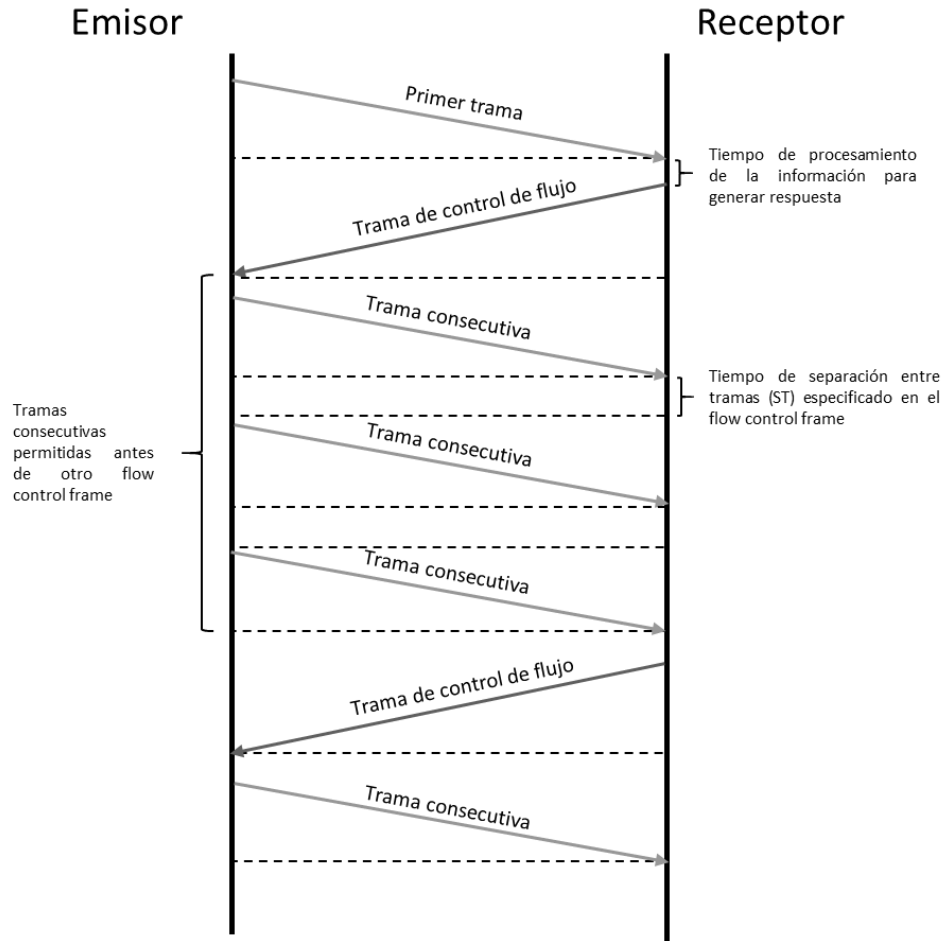 Emisor
Receptor
Primer trama
Tiempo de procesamiento
de la información para
generar respuesta
Trama de control de flujo
Trama consecutiva
Tiempo de separación entre
tramas (ST) especificado en el
flow control frame
Tramas
consecutivas
permitidas antes
de otro flow
control frame
Trama consecutiva
Trama consecutiva
Trama de control de flujo
Trama consecutiva